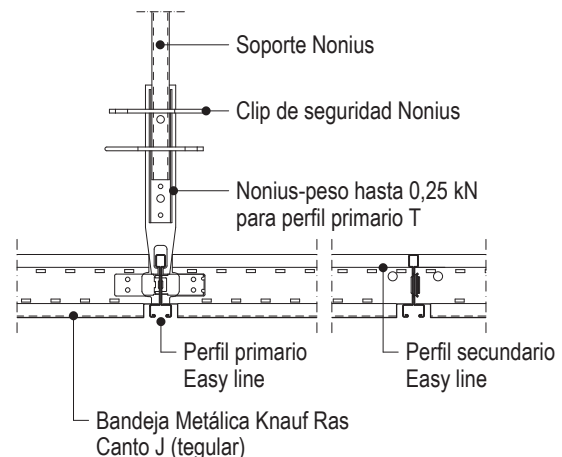 Soporte Nonius
Clip de seguridad Nonius
Nonius-peso hasta 0,25 kN
para perfil primario T
Perfil primario
Easy line
Perfil secundario
Easy line
Bandeja Metálica Knauf Ras
Canto J (tegular)